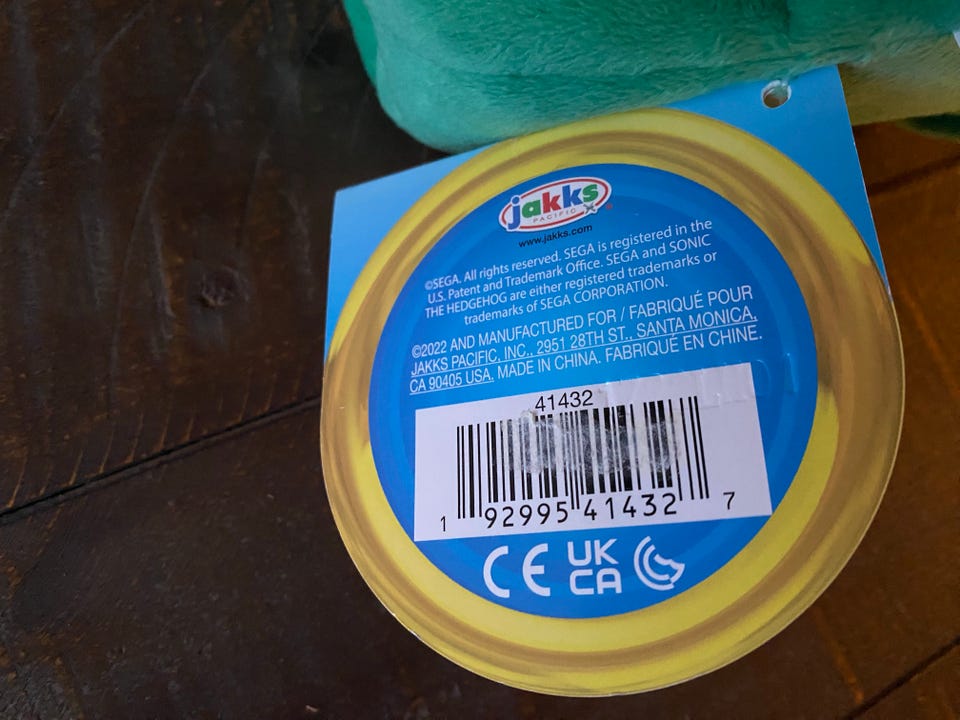 jakks
PACIFIC
www.jakks.com
©SEGA. All rights reserved. SEGA is registered in the
U.S. Patent and Trademark Office. SEGA and SONIC
THE HEDGEHOG are either registered trademarks or
trademarks of SEGA CORPORATION.
©2022 AND MANUFACTURED FOR / FABRIQUÉ POUR
JAKKS PACIFIC, INC., 2951 28TH ST., SANTA MONICA,
CA 90405 USA. MADE IN CHINA. FABRIQUÉ EN CHINE.
41432
1 92995 41432 7
CE UK
CA